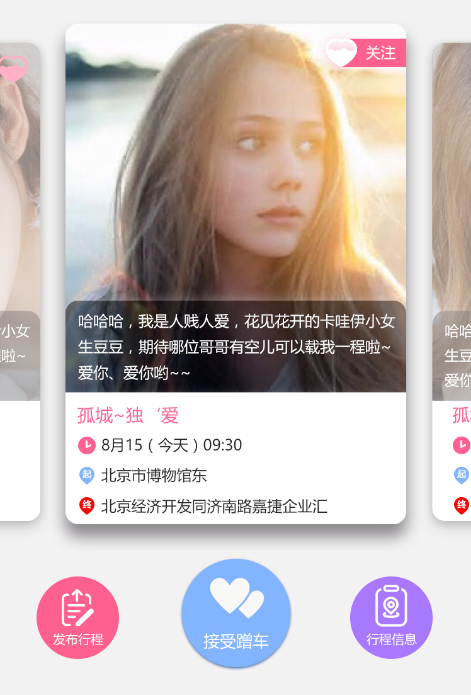 关注
哈哈哈，我是人贱人爱，花见花开的卡哇伊小女
生豆豆，期待哪位哥哥有空儿可以载我一程啦~
爱你、爱你哟~~
小女
啦~
哈哈
生豆
爱你
孤城~独‘爱
孤
8月15（今天）09:30
起 北京市博物馆东
起
终 北京经济开发同济南路嘉捷企业汇
终
发布行程
接受蹭车
行程信息